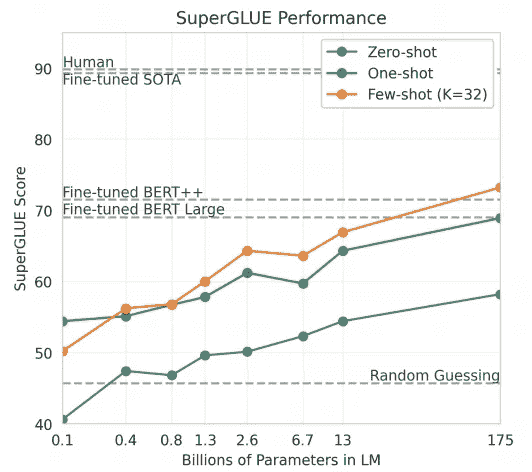 SuperGLUE Performance
Zero-shot
One-shot
Few-shot (K=32)
Human
Fine-tuned SOTA
Fine-tuned BERT++
Fine-tuned BERT Large
Random Guessing
SuperGLUE Score
90
80
70
60
50
40
0.1 0.4 0.8 1.3 2.6 6.7 13 175
Billions of Parameters in LM